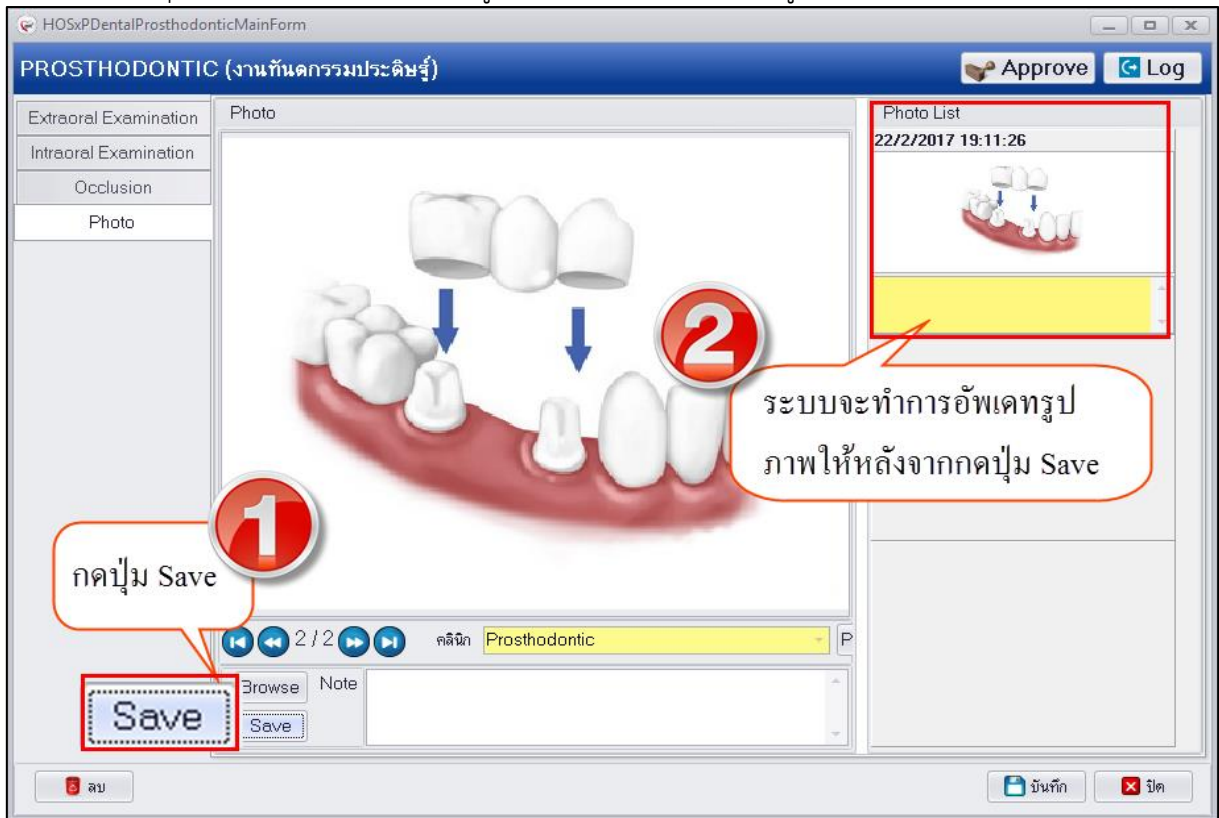 HOSxPDentalProsthodonticMainForm
PROSTHODONTIC (งานทันตกรรมประดิษฐ์)
Approve
Log
Extraoral Examination
Intraoral Examination
Occlusion
Photo
Photo
Photo List
22/2/2017 19:11:26
2
ระบบจะทำการอัพเดทรูป
ภาพให้หลังจากกดปุ่ม Save
1
กดปุ่ม Save
2 / 2
คลินิก
Prosthodontic
P
Browse
Note
Save
Save
ลบ
บันทึก
ปิด